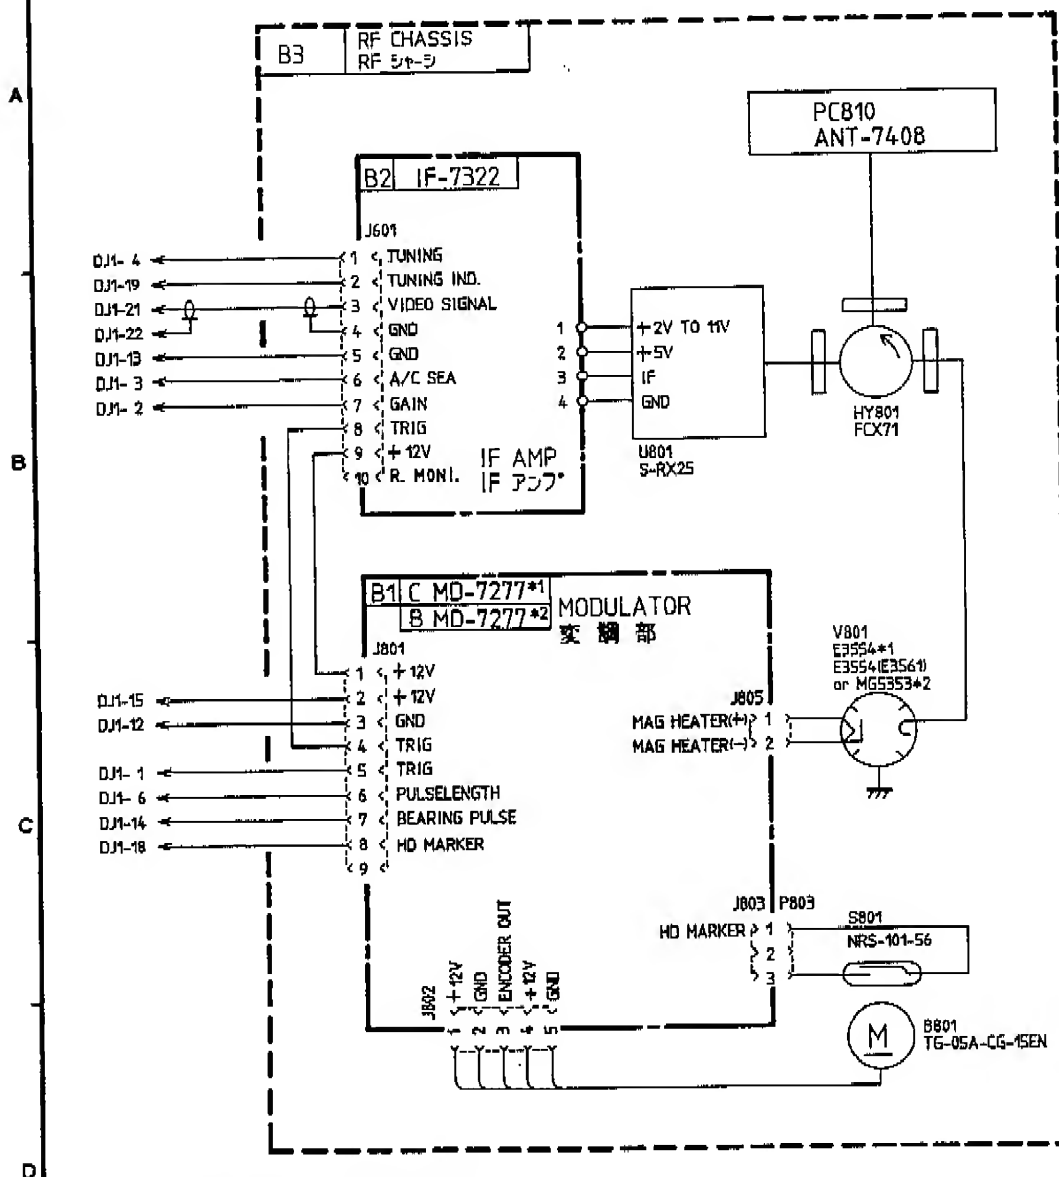 A
B
C
D
B3
RF CHASSIS
RF シャーシ
PC810
ANT-7408
B2 IF-7322
J601
DJ1- 4 1 TUNING
DJ1-19 2 TUNING IND.
DJ1-21 3 VIDEO SIGNAL
DJ1-22 4 GND
DJ1-13 5 GND
DJ1- 3 6 A/C SEA
DJ1- 2 7 GAIN
8 TRIG
9 +12V
10 R. MONI.
IF AMP
IF アンプ
1 +2V TO 11V
2 +5V
3 IF
4 GND
U801
S-RX25
HY801
FCX71
B1 C MD-7277*1
B MD-7277*2
MODULATOR
変調部
J801
1 +12V
DJ1-15 2 +12V
DJ1-12 3 GND
4 TRIG
DJ1- 1 5 TRIG
DJ1- 6 6 PULSELENGTH
DJ1-14 7 BEARING PULSE
DJ1-18 8 HD MARKER
9
V801
E3554*1
E3554(E3561)
or MG5353*2
J805
MAG HEATER(+) 1
MAG HEATER(-) 2
J803 P803
HD MARKER 1
2
3
S801
NRS-101-56
J802
1 +12V
2 GND
3 ENCODER OUT
4 +12V
5 GND
M
B801
TG-05A-CG-15EN